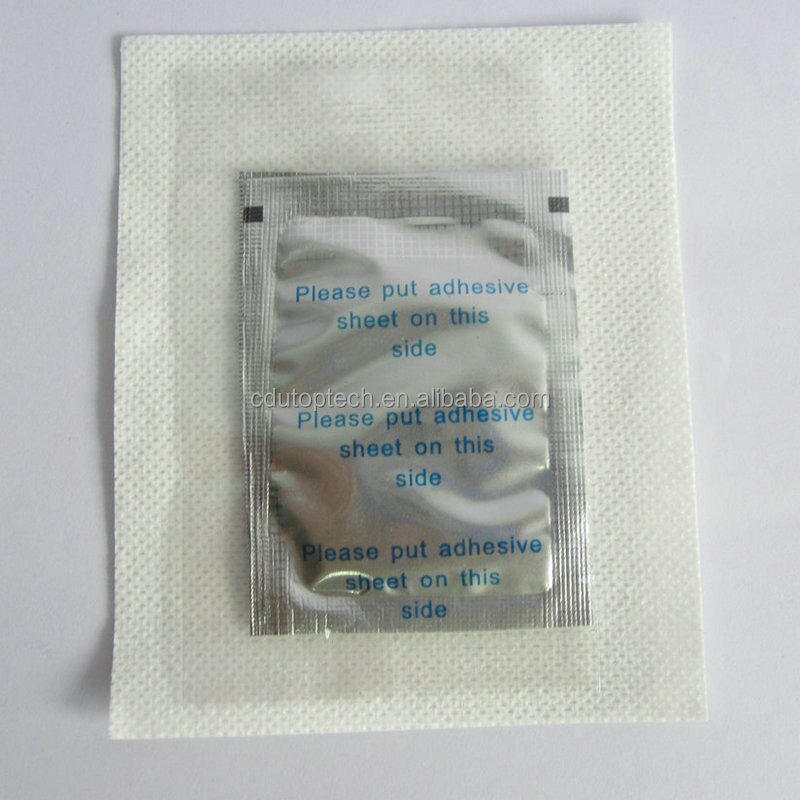 Please put adhesive
sheet on this
side
cdutoptech.en.alibaba.com
Please put adhesive
sheet on this
side
Please put adhesive
sheet on this
side